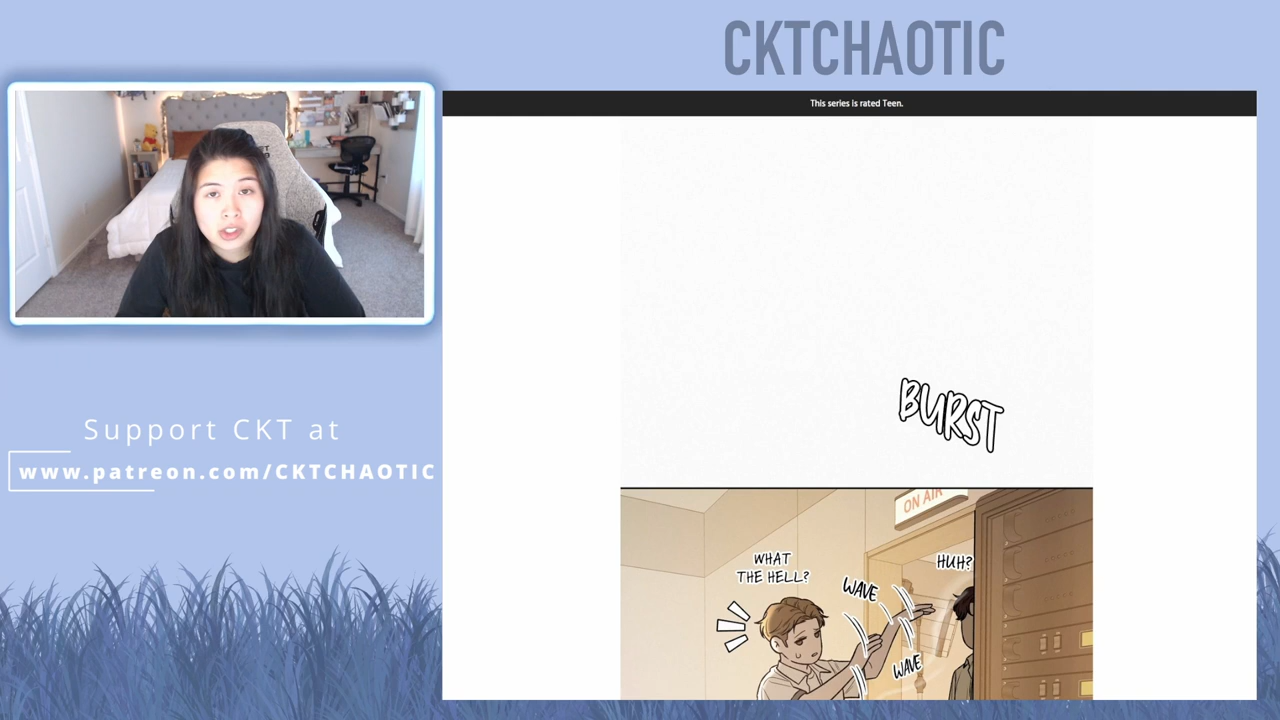 CKTCHAOTIC
This series is rated Teen.
BURST
ON AIR
WHAT
THE HELL?
HUH?
WAVE
WAVE
Support CKT at
www.patreon.com/CKTCHAOTIC